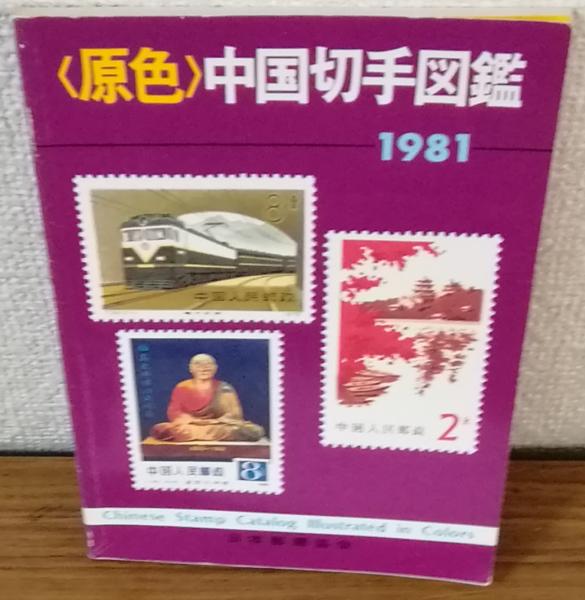 〈原色〉中国切手図鑑
1981
8
中国人民邮政
中国人民邮政
2
中国人民邮政 8
Chinese Stamp Catalog Illustrated in Colors
日本郵趣協会